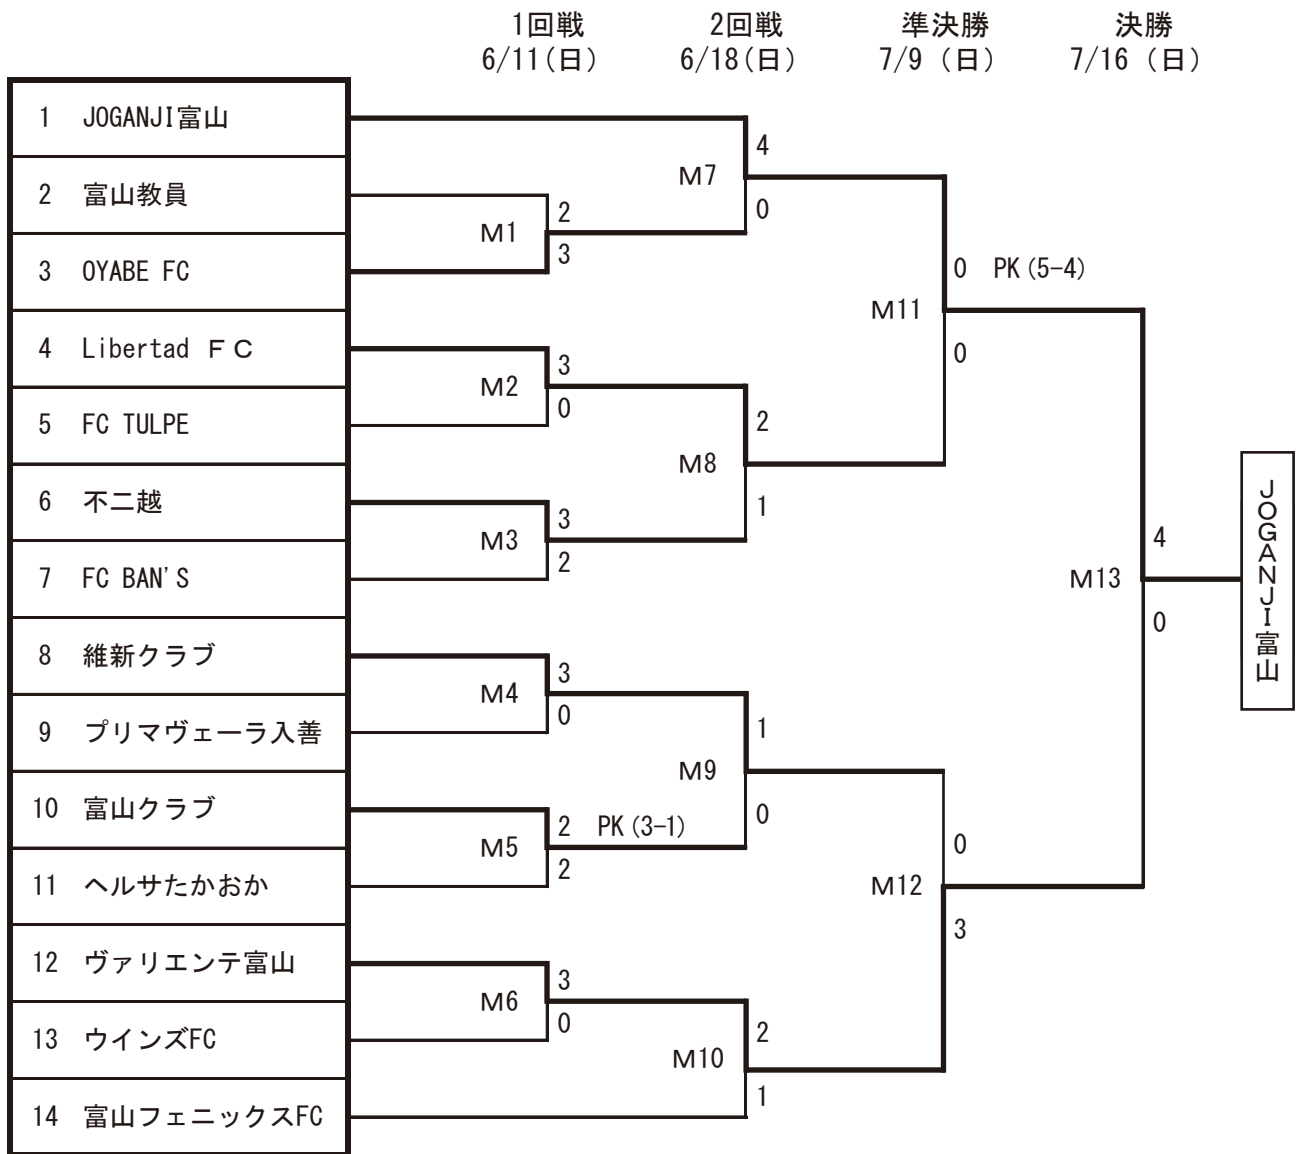 1回戦 2回戦 準決勝 決勝
6/11(日) 6/18(日) 7/9 (日) 7/16 (日)
1 JOGANJI富山
4
M7
2 富山教員
2
0
M1
3
3 OYABE FC
0 PK(5-4)
M11
4 Libertad FC
0
3
M2
0
5 FC TULPE
2
M8
6 不二越
1
3
M3
2
7 FC BAN'S
4
M13
0
JOGANJI富山
8 維新クラブ
3
M4
0
9 プリマヴェーラ入善
1
M9
10 富山クラブ
0
2 PK(3-1)
M5
2
0
11 ヘルサたかおか
M12
3
12 ヴァリエンテ富山
3
M6
0
13 ウインズFC
2
M10
1
14 富山フェニックスFC